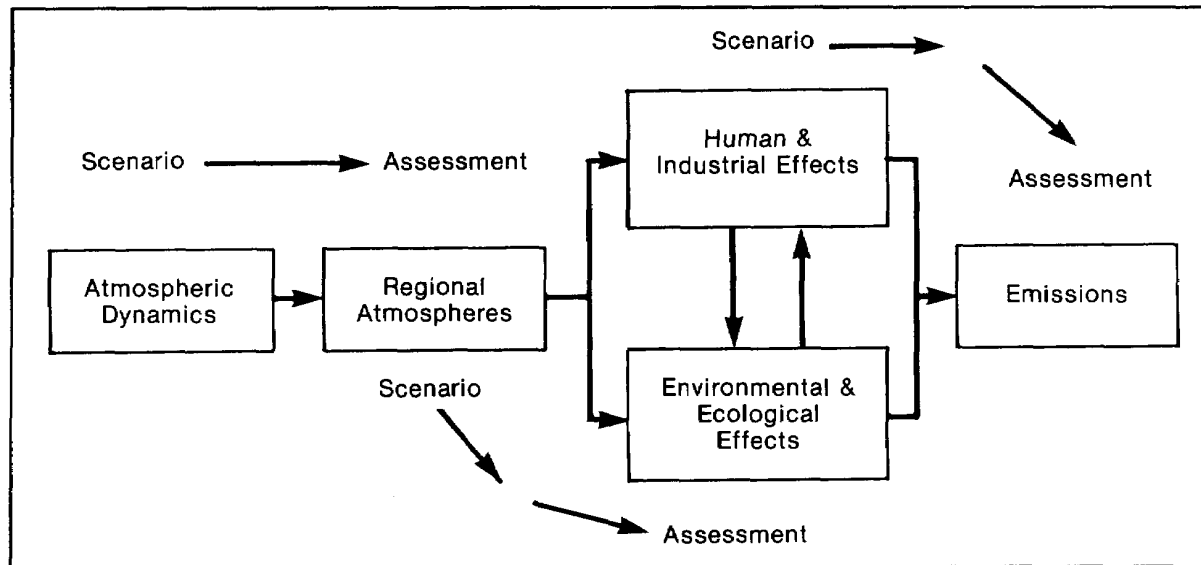 Scenario
Human &
Industrial Effects
Scenario
Assessment
Assessment
Atmospheric
Dynamics
Regional
Atmospheres
Emissions
Scenario
Environmental &
Ecological
Effects
Assessment